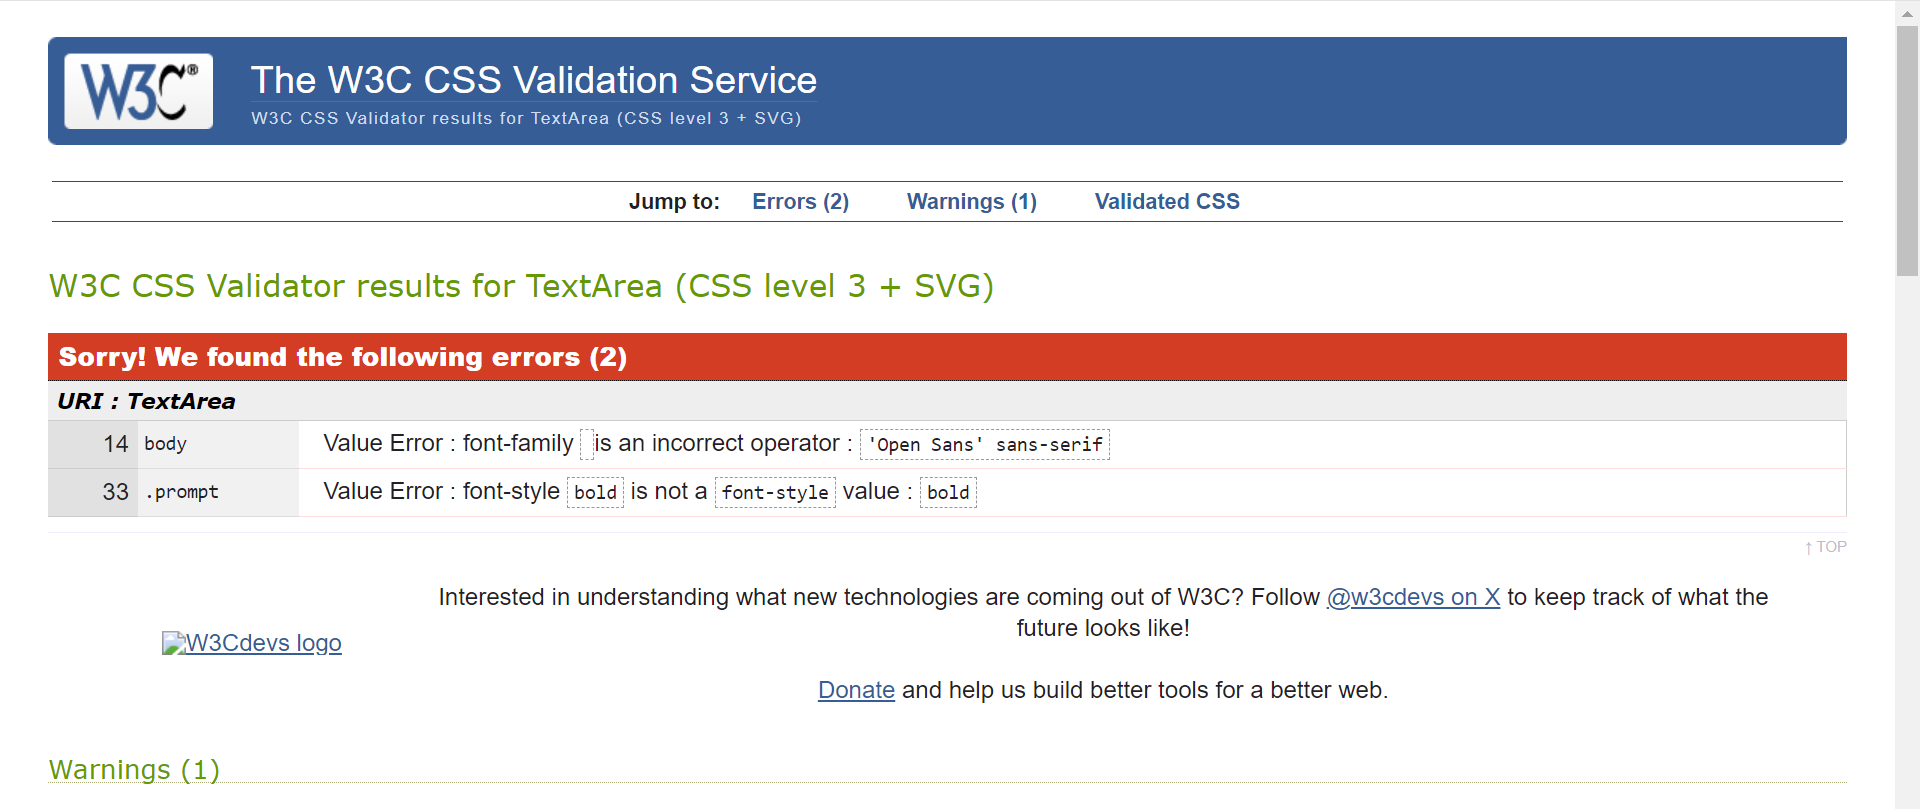 W3C®
The W3C CSS Validation Service
W3C CSS Validator results for TextArea (CSS level 3 + SVG)
Jump to: Errors (2) Warnings (1) Validated CSS
W3C CSS Validator results for TextArea (CSS level 3 + SVG)
Sorry! We found the following errors (2)
URI : TextArea
14 body Value Error : font-family is an incorrect operator : 'Open Sans' sans-serif
33 .prompt Value Error : font-style bold is not a font-style value : bold
↑ TOP
Interested in understanding what new technologies are coming out of W3C? Follow @w3cdevs on X to keep track of what the
future looks like!
W3Cdevs logo
Donate and help us build better tools for a better web.
Warnings (1)